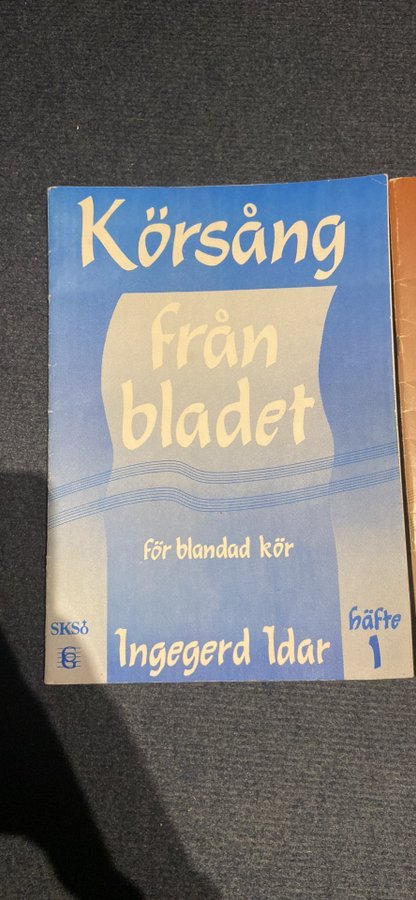 Körsång
från
bladet
för blandad kör
SKSÖ
Ingegerd Idar
häfte
1